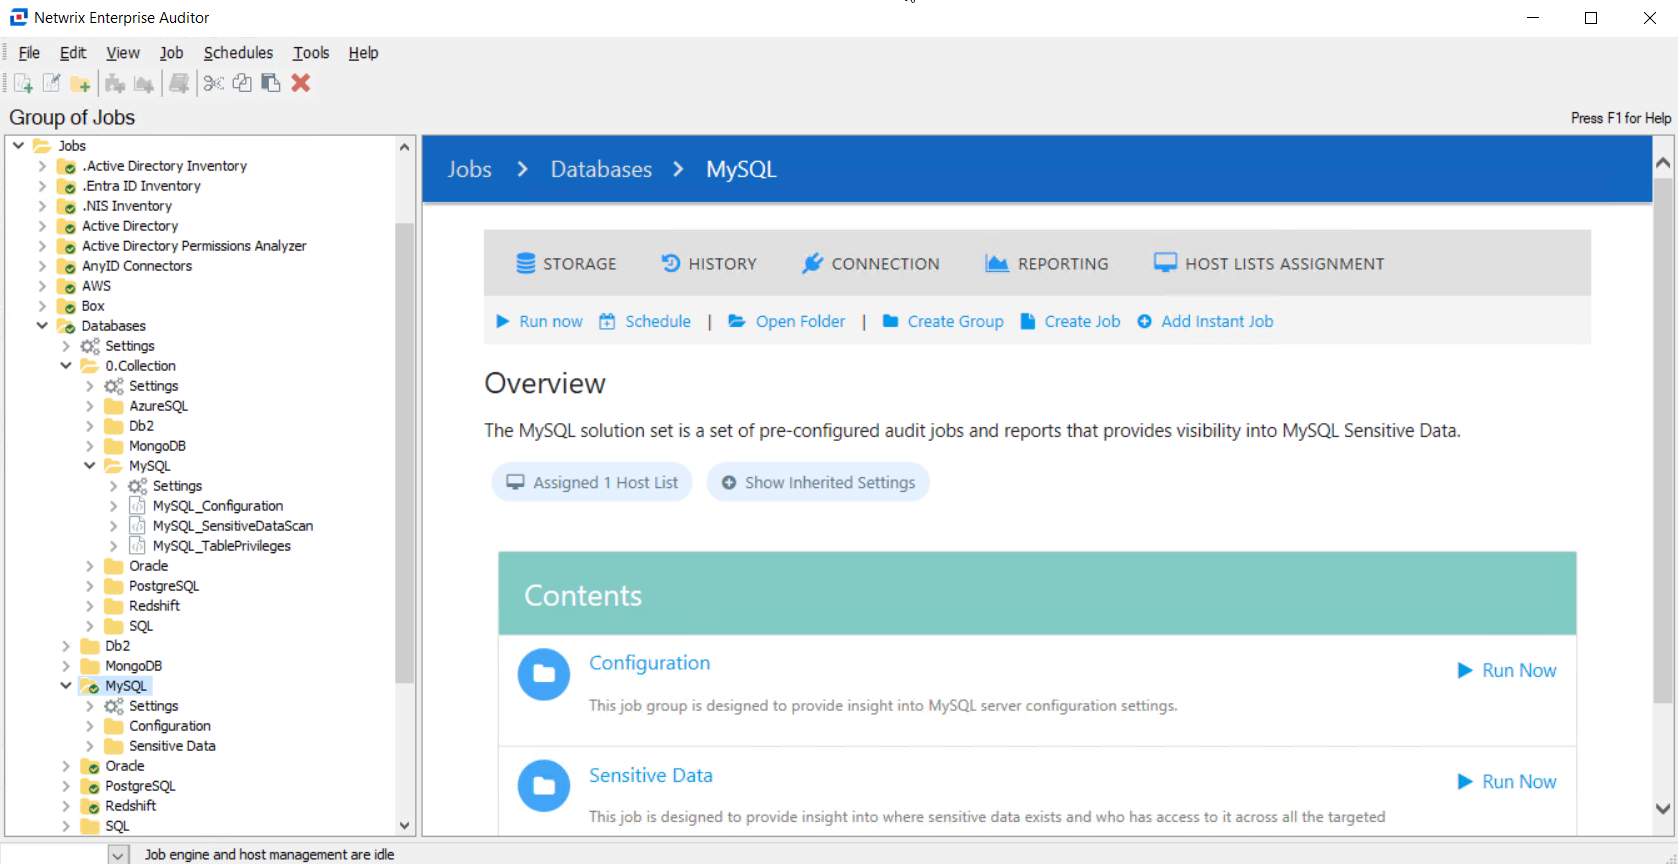 Netwrix Enterprise Auditor
File Edit View Job Schedules Tools Help
Group of Jobs
Press F1 for Help
Jobs
.Active Directory Inventory
.Entra ID Inventory
.NIS Inventory
Active Directory
Active Directory Permissions Analyzer
AnyID Connectors
AWS
Box
Databases
Settings
0.Collection
Settings
AzureSQL
Db2
MongoDB
MySQL
Settings
MySQL_Configuration
MySQL_SensitiveDataScan
MySQL_TablePrivileges
Oracle
PostgreSQL
Redshift
SQL
Db2
MongoDB
MySQL
Settings
Configuration
Sensitive Data
Oracle
PostgreSQL
Redshift
SQL
Jobs > Databases > MySQL
STORAGE HISTORY CONNECTION REPORTING HOST LISTS ASSIGNMENT
Run now Schedule | Open Folder | Create Group Create Job Add Instant Job
Overview
The MySQL solution set is a set of pre-configured audit jobs and reports that provides visibility into MySQL Sensitive Data.
Assigned 1 Host List Show Inherited Settings
Contents
Configuration
Run Now
This job group is designed to provide insight into MySQL server configuration settings.
Sensitive Data
Run Now
This job is designed to provide insight into where sensitive data exists and who has access to it across all the targeted
Job engine and host management are idle